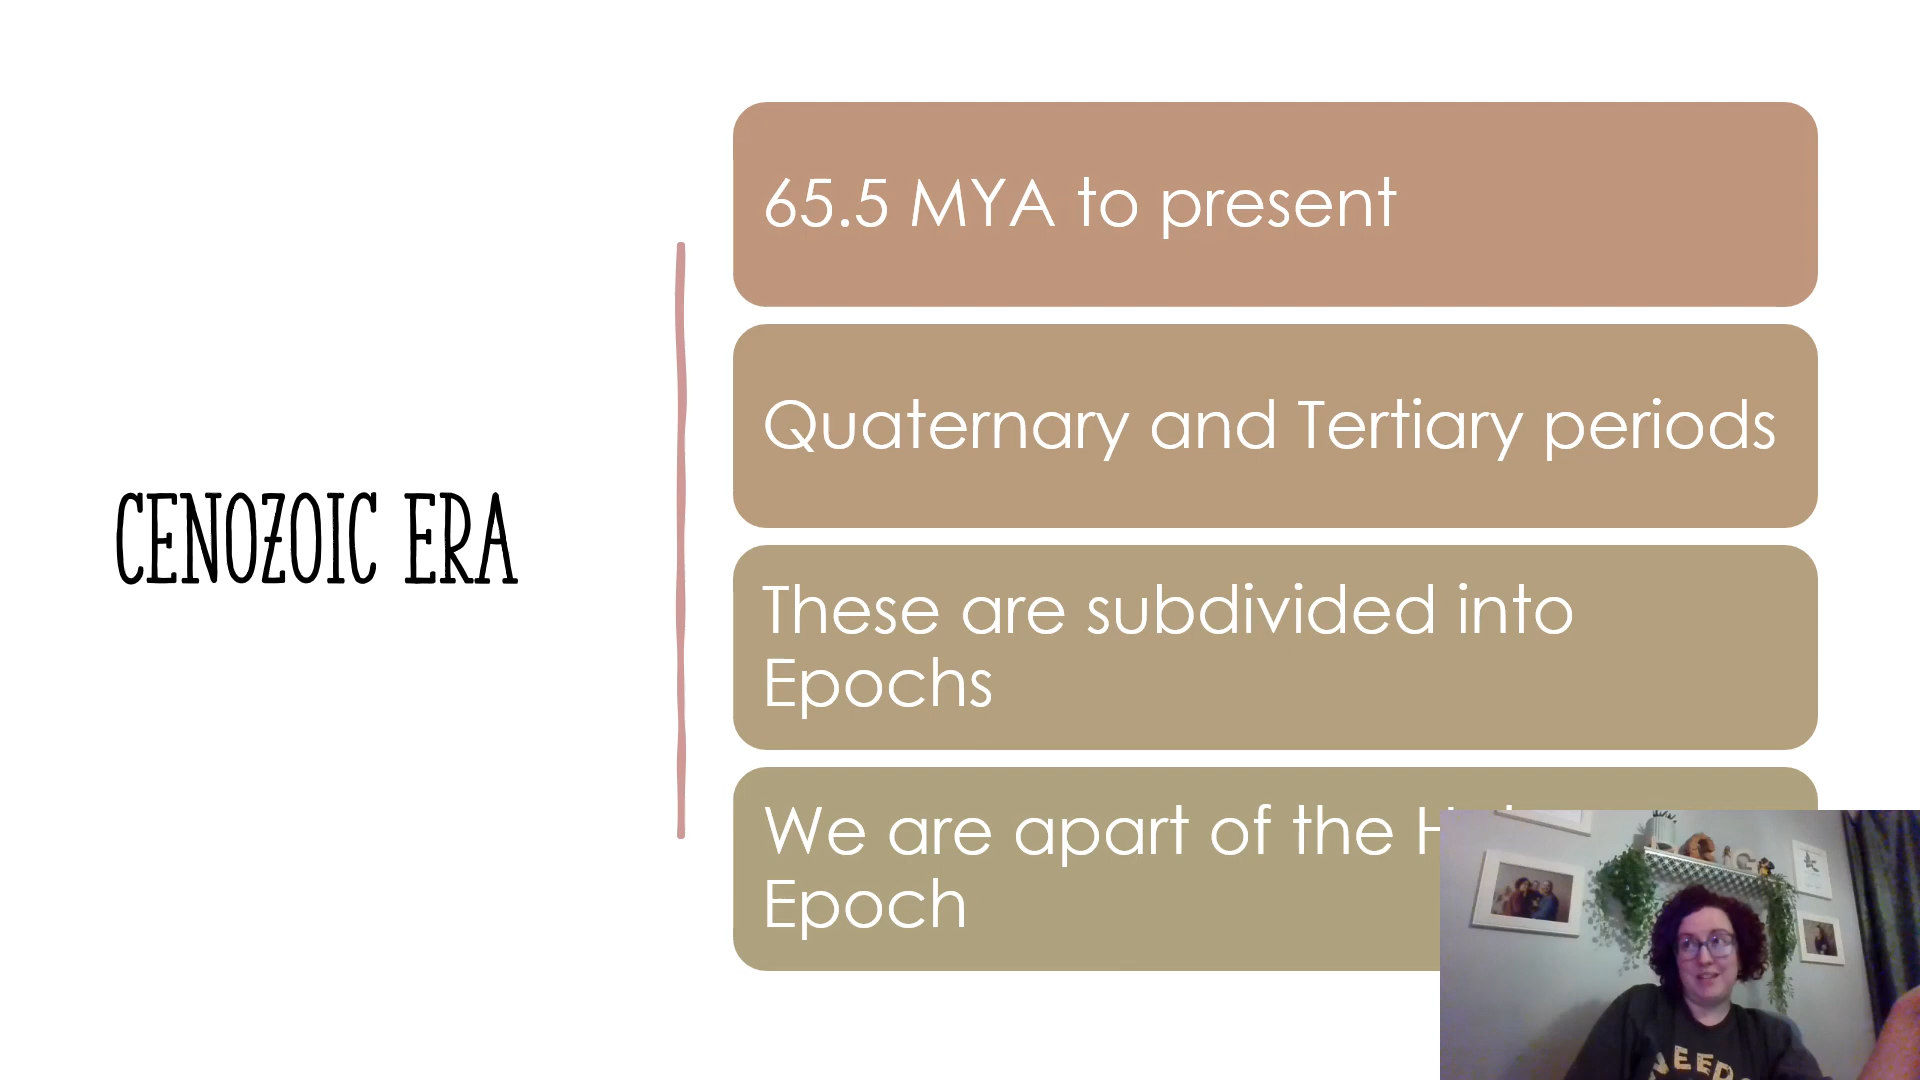 CENOZOIC ERA
65.5 MYA to present
Quaternary and Tertiary periods
These are subdivided into
Epochs
We are apart of the
Epoch